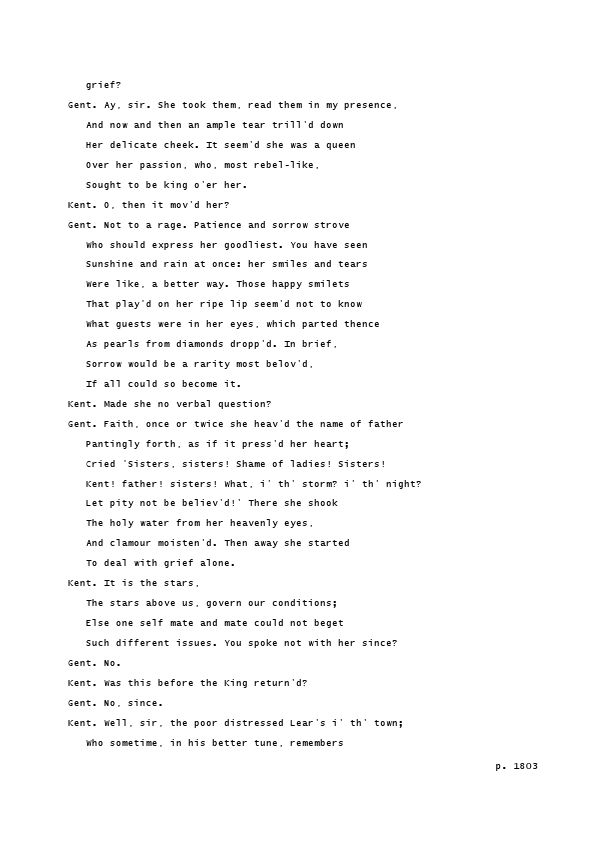 grief?
Gent. Ay, sir. She took them, read them in my presence,
And now and then an ample tear trill'd down
Her delicate cheek. It seem'd she was a queen
Over her passion, who, most rebel-like,
Sought to be king o'er her.
Kent. O, then it mov'd her?
Gent. Not to a rage. Patience and sorrow strove
Who should express her goodliest. You have seen
Sunshine and rain at once: her smiles and tears
Were like, a better way. Those happy smilets
That play'd on her ripe lip seem'd not to know
What guests were in her eyes, which parted thence
As pearls from diamonds dropp'd. In brief,
Sorrow would be a rarity most belov'd,
If all could so become it.
Kent. Made she no verbal question?
Gent. Faith, once or twice she heav'd the name of father
Pantingly forth, as if it press'd her heart;
Cried 'Sisters, sisters! Shame of ladies! Sisters!
Kent! father! sisters! What, i' th' storm? i' th' night?
Let pity not be believ'd!' There she shook
The holy water from her heavenly eyes,
And clamour moisten'd. Then away she started
To deal with grief alone.
Kent. It is the stars,
The stars above us, govern our conditions;
Else one self mate and mate could not beget
Such different issues. You spoke not with her since?
Gent. No.
Kent. Was this before the King return'd?
Gent. No, since.
Kent. Well, sir, the poor distressed Lear's i' th' town;
Who sometime, in his better tune, remembers
p. 1803